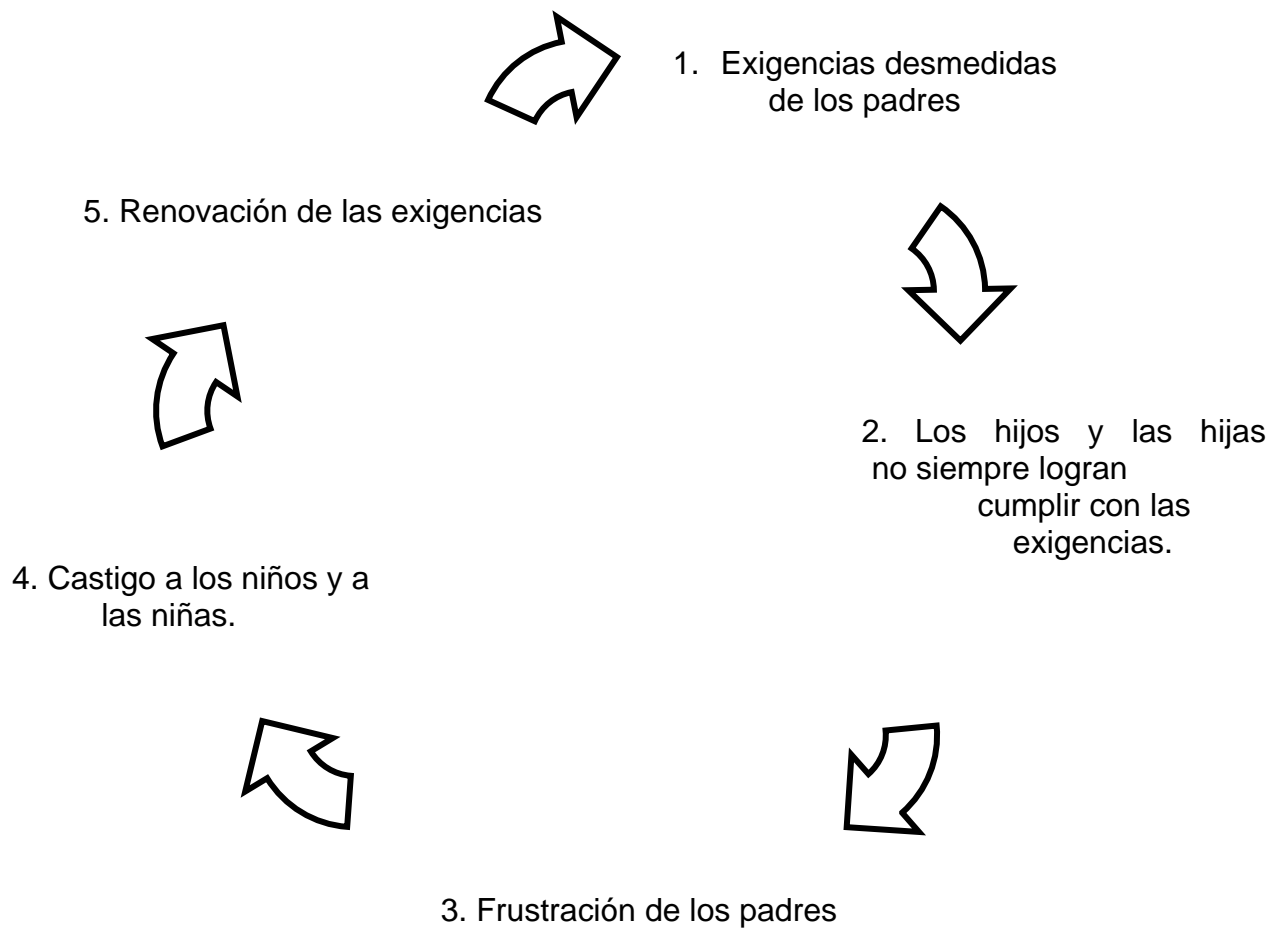 1. Exigencias desmedidas
de los padres
2. Los hijos y las hijas
no siempre logran
cumplir con las
exigencias.
3. Frustración de los padres
4. Castigo a los niños y a
las niñas.
5. Renovación de las exigencias